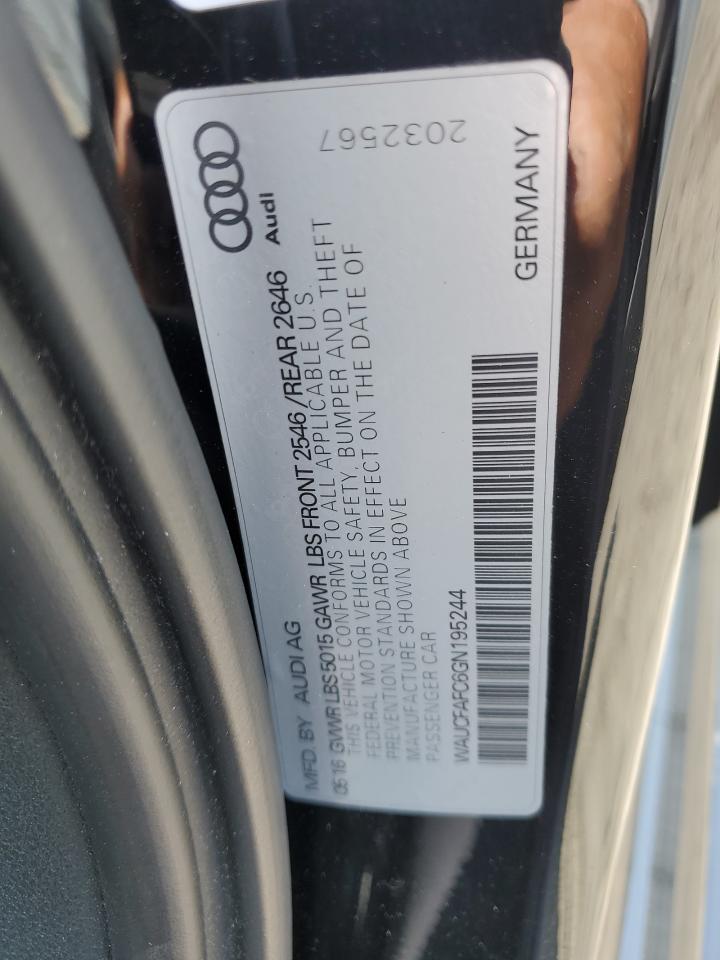 MFD. BY AUDI AG
05 16 GVWR LBS 5015 GAWR LBS FRONT 2546 /REAR 2646
THIS VEHICLE CONFORMS TO ALL APPLICABLE U.S.
FEDERAL MOTOR VEHICLE SAFETY, BUMPER AND THEFT
PREVENTION STANDARDS IN EFFECT ON THE DATE OF
MANUFACTURE SHOWN ABOVE
PASSENGER CAR
WAUCFAFC6GN195244
Audi
2032567
GERMANY